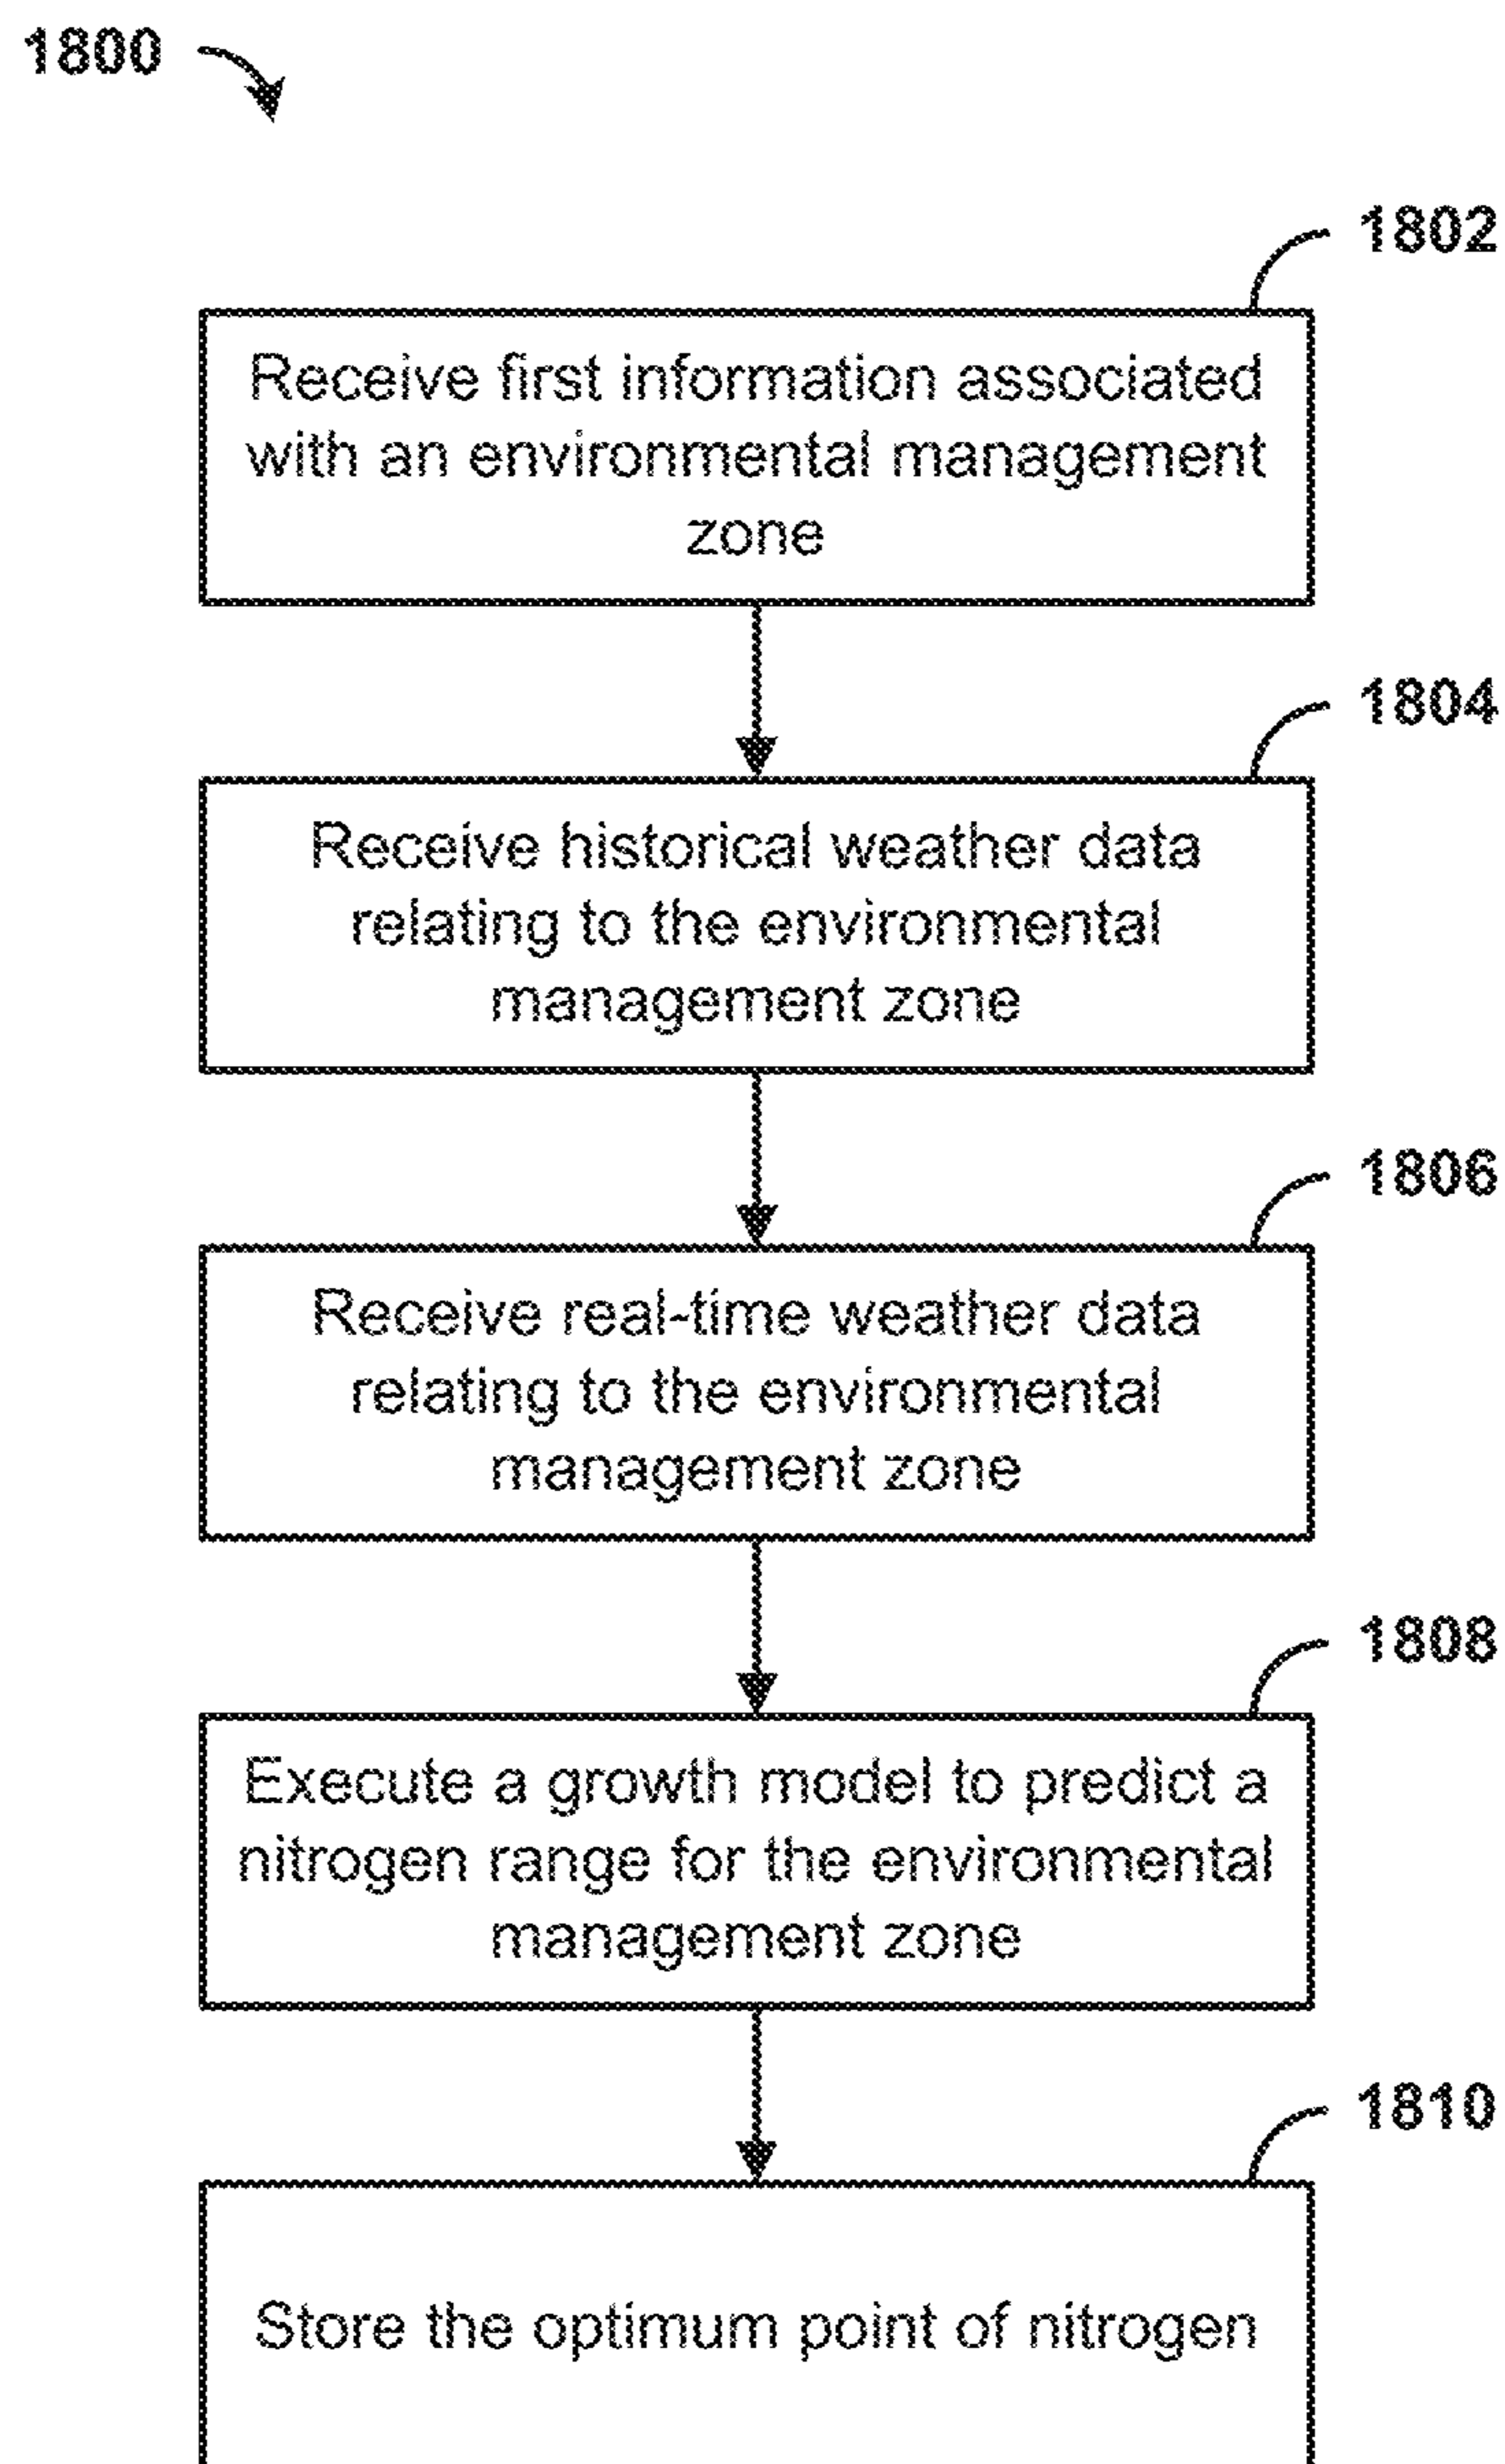 1800
1802
Receive first information associated
with an environmental management
zone
1804
Receive historical weather data
relating to the environmental
management zone
1806
Receive real-time weather data
relating to the environmental
management zone
1808
Execute a growth model to predict a
nitrogen range for the environmental
management zone
1810
Store the optimum point of nitrogen